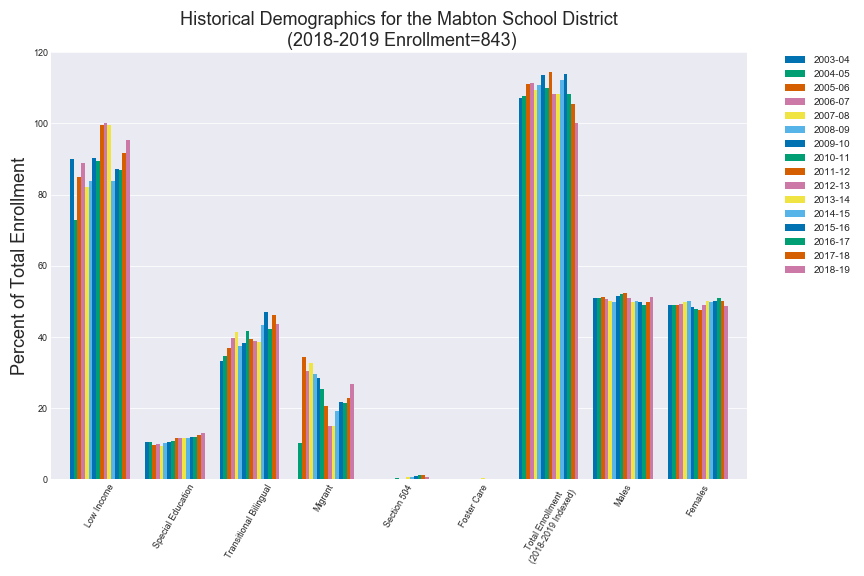 Historical Demographics for the Mabton School District
(2018-2019 Enrollment=843)
Percent of Total Enrollment
120
100
80
60
40
20
0
Low Income
Special Education
Transitional Bilingual
Migrant
Section 504
Foster Care
Total Enrollment
(2018-2019 Indexed)
Males
Females
2003-04
2004-05
2005-06
2006-07
2007-08
2008-09
2009-10
2010-11
2011-12
2012-13
2013-14
2014-15
2015-16
2016-17
2017-18
2018-19